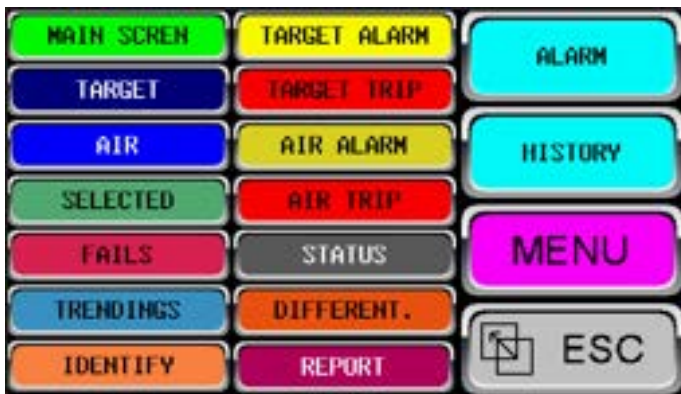 MAIN SCREN
TARGET ALARM
ALARM
TARGET
TARGET TRIP
AIR
AIR ALARM
HISTORY
SELECTED
AIR TRIP
FAILS
STATUS
MENU
TRENDINGS
DIFFERENT.
IDENTIFY
REPORT
ESC